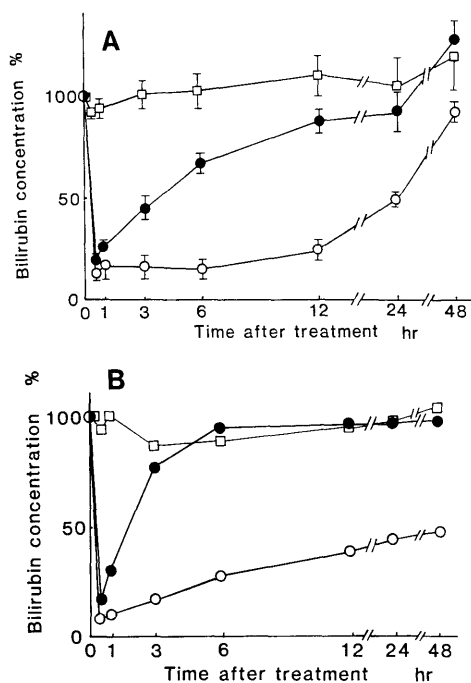 A
Bilirubin concentration %
1000
50
0
0 1 3 6 12 24 48
Time after treatment hr
B
Bilirubin concentration %
100
50
0
0 1 3 6 12 24 48
Time after treatment hr